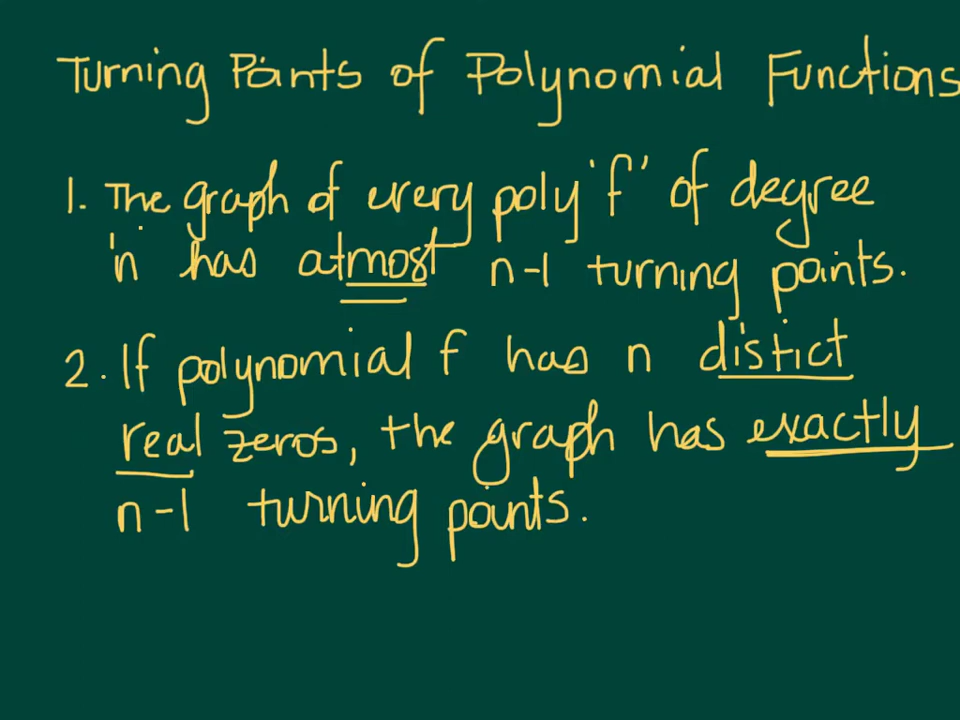 Turning Points of Polynomial Functions
1. The graph of every poly 'f' of degree
'n' has atmost n-1 turning points.
2. If polynomial f has n distict
real zeros, the graph has exactly
n-1 turning points.